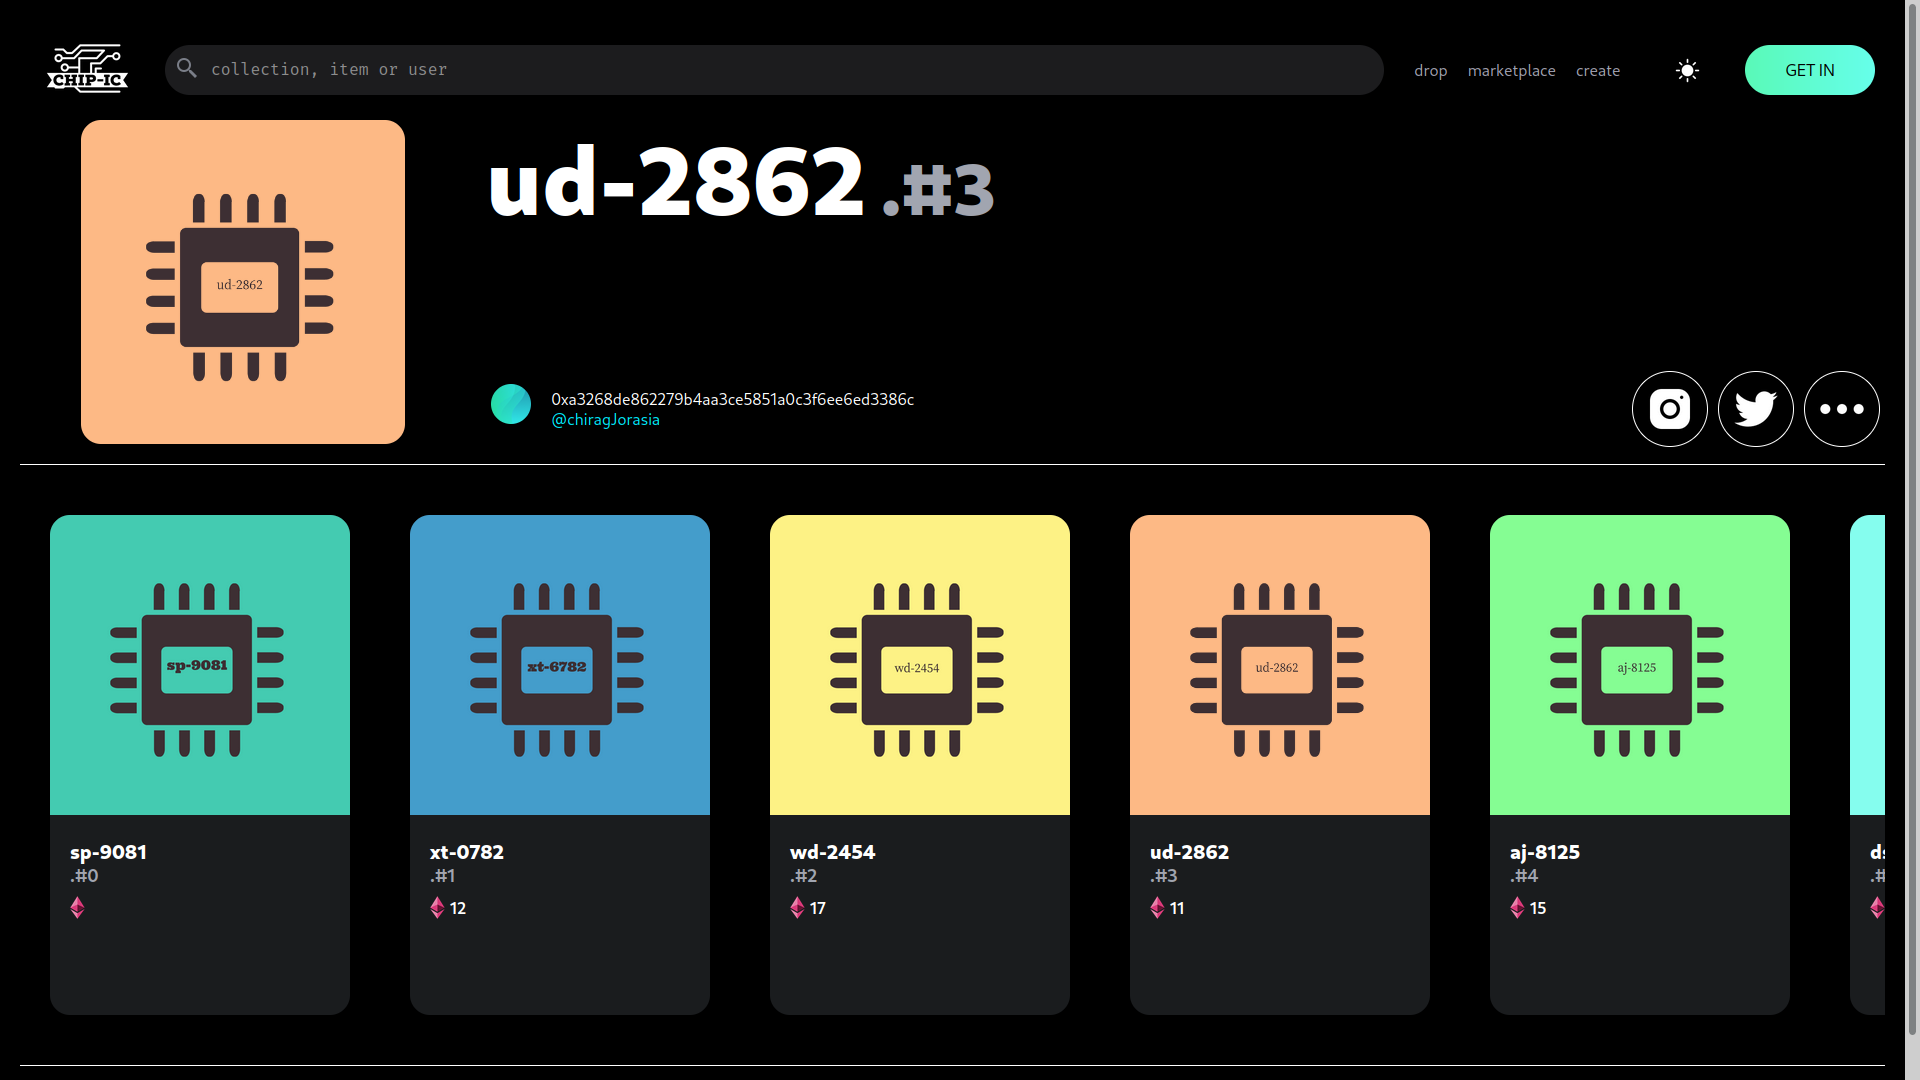 CHIP-IC
collection, item or user
drop
marketplace
create
GET IN
ud-2862
ud-2862 .#3
0xa3268de862279b4aa3ce5851a0c3f6ee6ed3386c
@chiragJorasia
sp-9081
sp-9081
.#0
xt-6782
xt-0782
.#1
12
wd-2454
wd-2454
.#2
17
ud-2862
ud-2862
.#3
11
aj-8125
aj-8125
.#4
15
.#